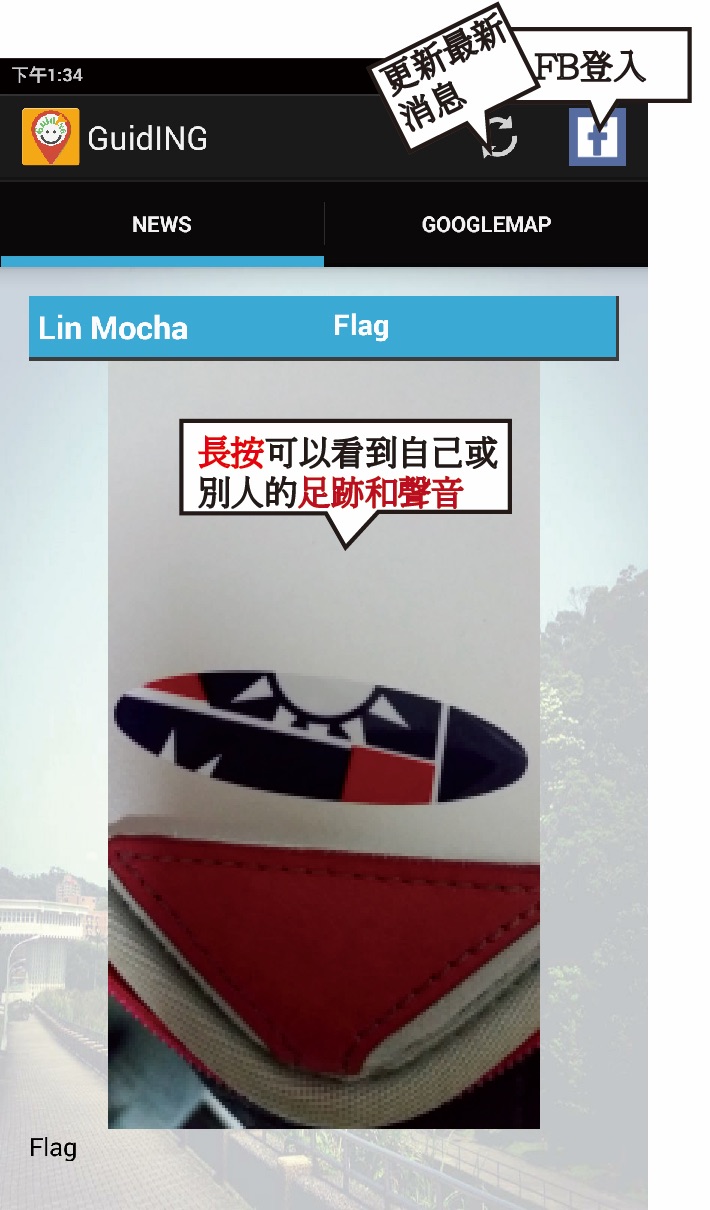 更新最新
消息
FB登入
下午1:34
GuidING
NEWS
GOOGLEMAP
Lin Mocha
Flag
長按可以看到自己或
別人的足跡和聲音
Flag